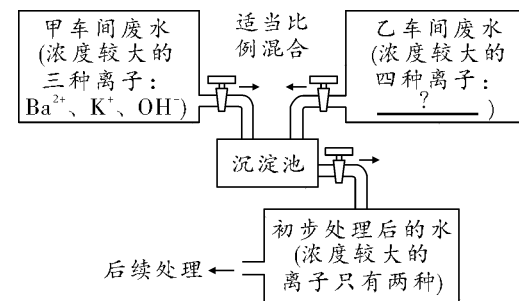 甲车间废水
(浓度较大的
三种离子:
Ba²⁺、K⁺、OH⁻)
适当比
例混合
乙车间废水
(浓度较大的
四种离子:
? )
沉淀池
初步处理后的水
(浓度较大的
离子只有两种)
后续处理